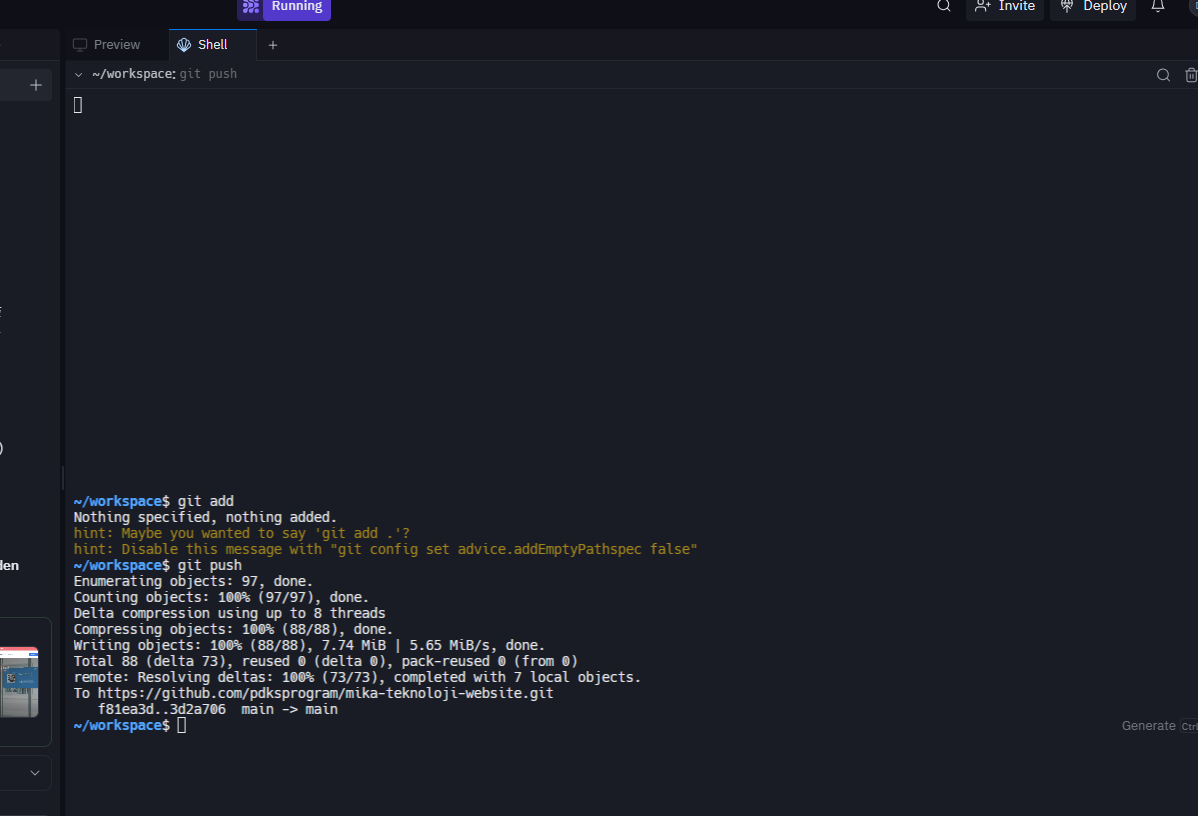 Running
Invite
Deploy
Preview
Shell
~/workspace: git push
~/workspace$ git add
Nothing specified, nothing added.
hint: Maybe you wanted to say 'git add .'?
hint: Disable this message with "git config set advice.addEmptyPathspec false"
~/workspace$ git push
Enumerating objects: 97, done.
Counting objects: 100% (97/97), done.
Delta compression using up to 8 threads
Compressing objects: 100% (88/88), done.
Writing objects: 100% (88/88), 7.74 MiB | 5.65 MiB/s, done.
Total 88 (delta 73), reused 0 (delta 0), pack-reused 0 (from 0)
remote: Resolving deltas: 100% (73/73), completed with 7 local objects.
To https://github.com/pdksprogram/mika-teknoloji-website.git
f81ea3d..3d2a706  main -> main
~/workspace$
Generate
den